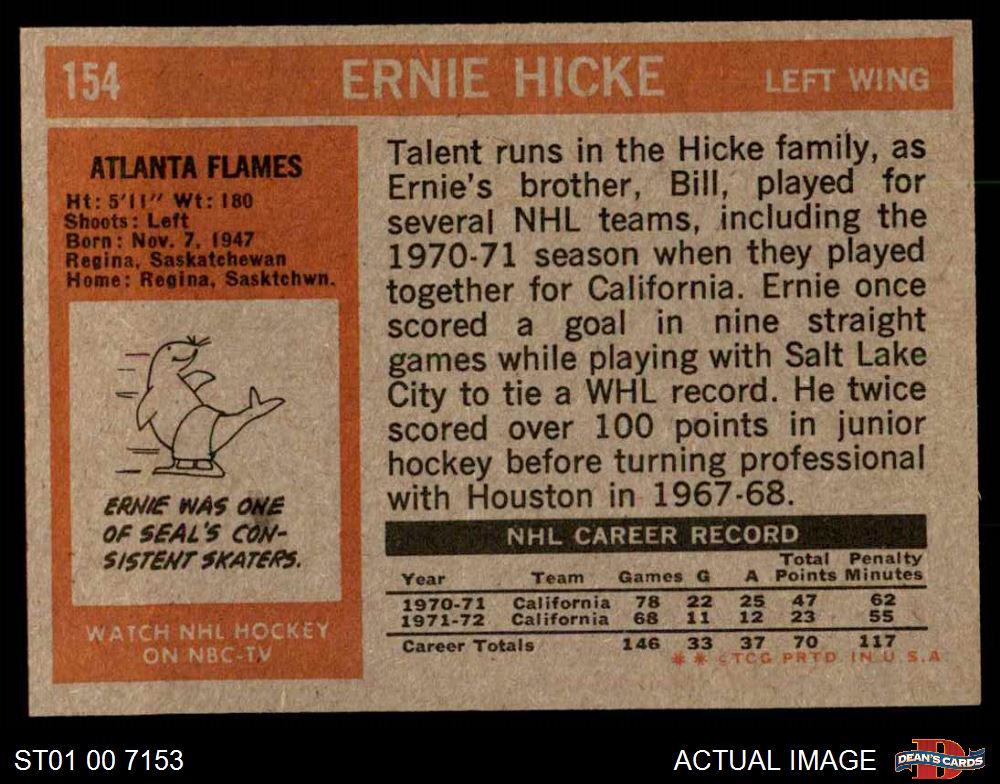 154 ERNIE HICKE LEFT WING
ATLANTA FLAMES
Ht: 5'11" Wt: 180
Shoots: Left
Born: Nov. 7, 1947
Regina, Saskatchewan
Home: Regina, Sasktchwn.
ERNIE WAS ONE
OF SEAL'S CON-
SISTENT SKATERS.
WATCH NHL HOCKEY
ON NBC-TV
Talent runs in the Hicke family, as
Ernie's brother, Bill, played for
several NHL teams, including the
1970-71 season when they played
together for California. Ernie once
scored a goal in nine straight
games while playing with Salt Lake
City to tie a WHL record. He twice
scored over 100 points in junior
hockey before turning professional
with Houston in 1967-68.
NHL CAREER RECORD
Total Penalty
Year Team Games G A Points Minutes
1970-71 California 78 22 25 47 62
1971-72 California 68 11 12 23 55
Career Totals 146 33 37 70 117
* * ©TCG PRTD. IN U.S.A
ST01 00 7153
ACTUAL IMAGE
D
DEAN'S CARDS